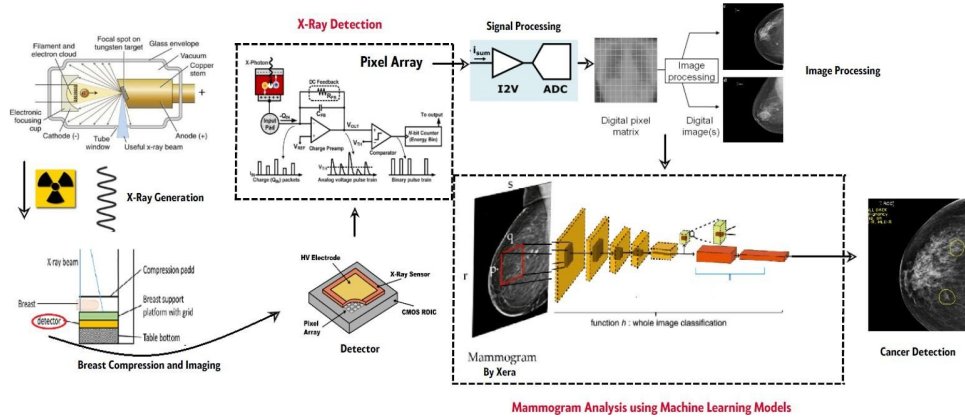 X-Ray Detection
Signal Processing
Filament and
electron cloud
Focal spot on
tungsten target
Glass envelope
Vacuum
Copper
stem
Electronic
focusing
cup
Cathode (-)
Tube
window
Useful x-ray beam
Anode (+)
X-Photon
Pixel Array
DC Feedback
Input
Pad
Charge Preamp
Comparator
To output
N-bit Counter
(Energy Bin)
Charge (Qin) packets
Analog voltage pulse train
Binary pulse train
isum
I2V
ADC
Digital pixel
matrix
Image
processing
Digital
image(s)
Image Processing
X-Ray Generation
X-ray beam
Compression padd
Breast
Breast support
platform with grid
detector
Table bottom
Breast Compression and Imaging
HV Electrode
X-Ray Sensor
Pixel
Array
CMOS ROIC
Detector
s
q
p
r
function h : whole image classification
Mammogram
By Xera
Cancer Detection
Mammogram Analysis using Machine Learning Models